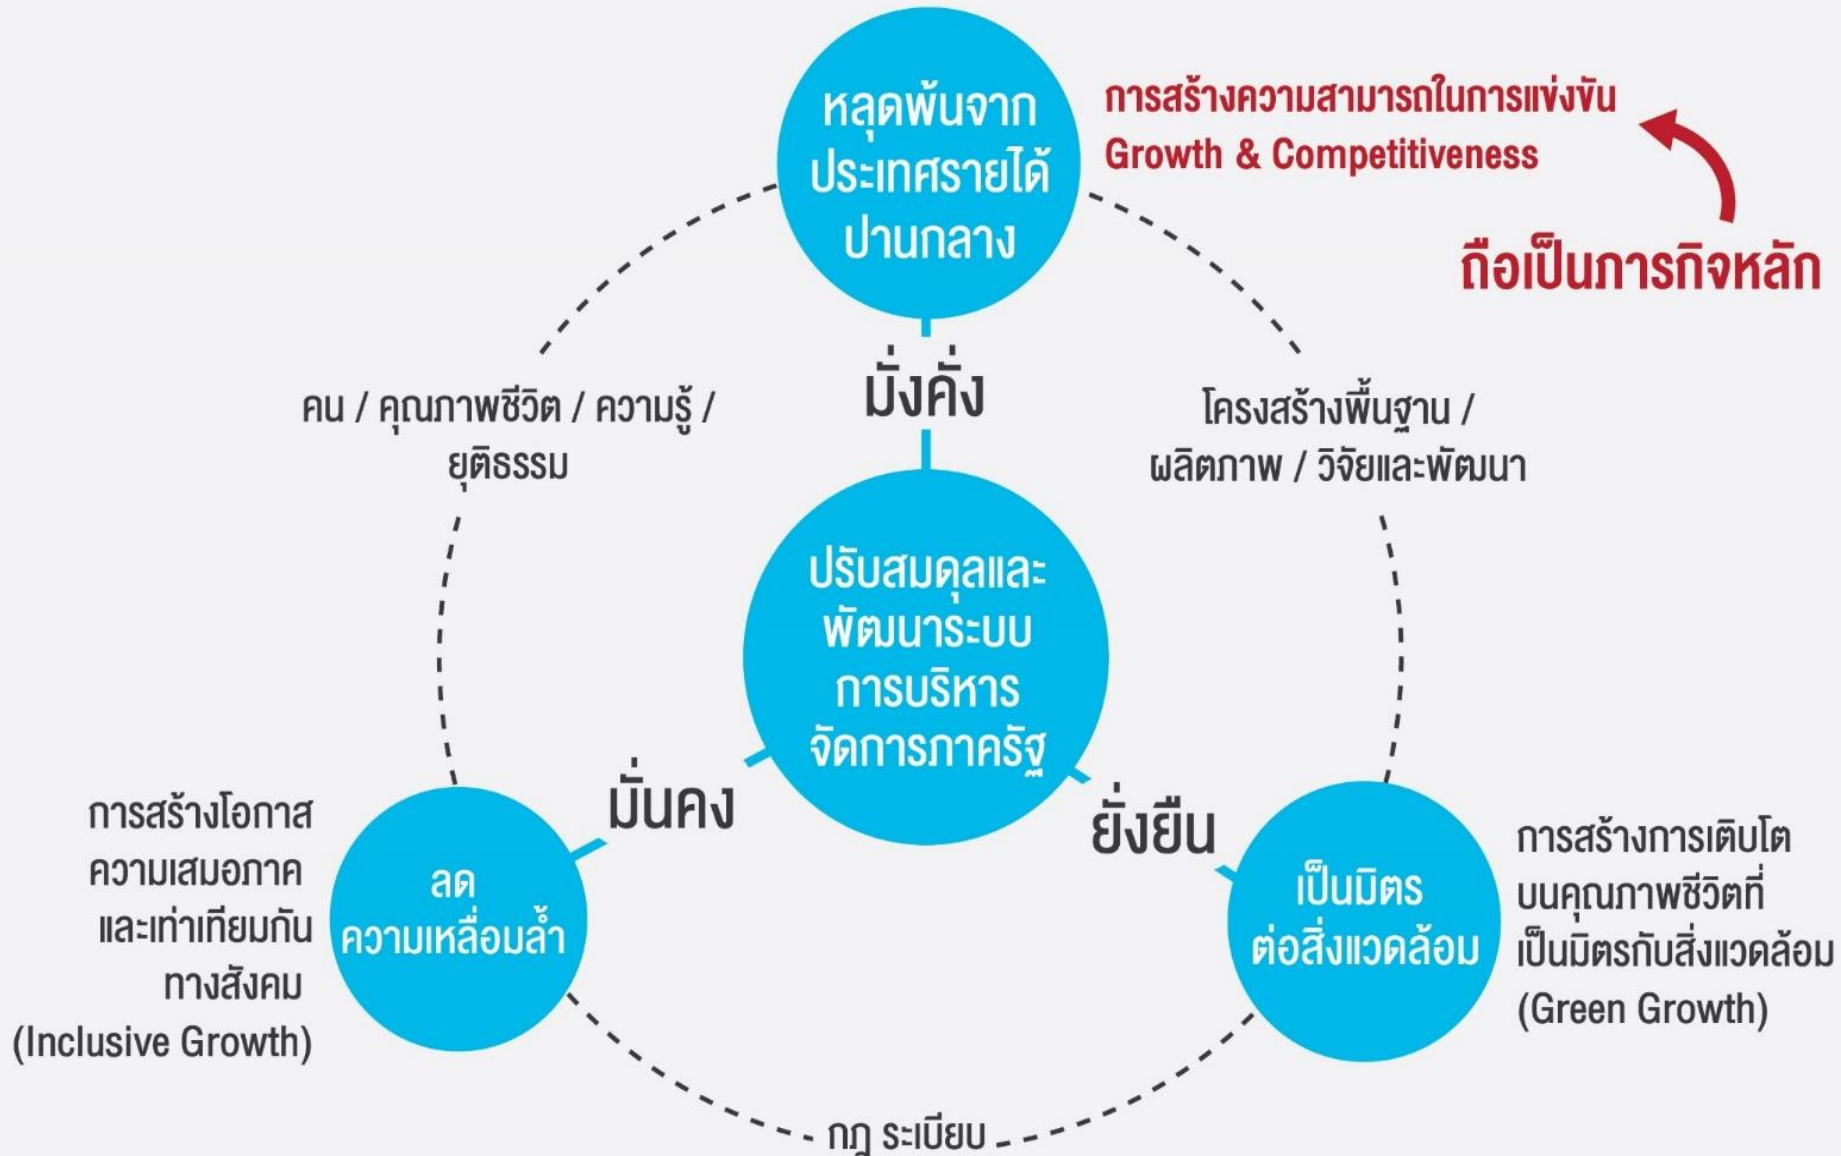 หลุดพ้นจาก
ประเทศรายได้
ปานกลาง
การสร้างความสามารถในการแข่งขัน
Growth & Competitiveness
ถือเป็นภารกิจหลัก
มั่งคั่ง
คน / คุณภาพชีวิต / ความรู้ /
ยุติธรรม
โครงสร้างพื้นฐาน /
ผลิตภาพ / วิจัยและพัฒนา
ปรับสมดุลและ
พัฒนาระบบ
การบริหาร
จัดการภาครัฐ
มั่นคง
ยั่งยืน
การสร้างโอกาส
ความเสมอภาค
และเท่าเทียมกัน
ทางสังคม
(Inclusive Growth)
ลด
ความเหลื่อมล้ำ
เป็นมิตร
ต่อสิ่งแวดล้อม
การสร้างการเติบโต
บนคุณภาพชีวิตที่
เป็นมิตรกับสิ่งแวดล้อม
(Green Growth)
กฎ ระเบียบ